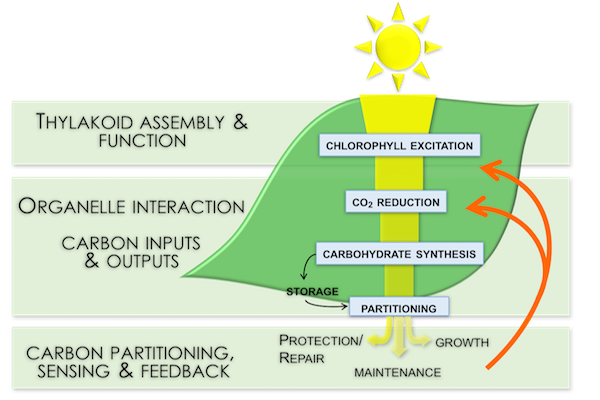 THYLAKOID ASSEMBLY &
FUNCTION
CHLOROPHYLL EXCITATION
ORGANELLE INTERACTION
CARBON INPUTS
& OUTPUTS
CO₂ REDUCTION
CARBOHYDRATE SYNTHESIS
STORAGE
PARTITIONING
CARBON PARTITIONING,
SENSING & FEEDBACK
PROTECTION/
REPAIR
GROWTH
MAINTENANCE